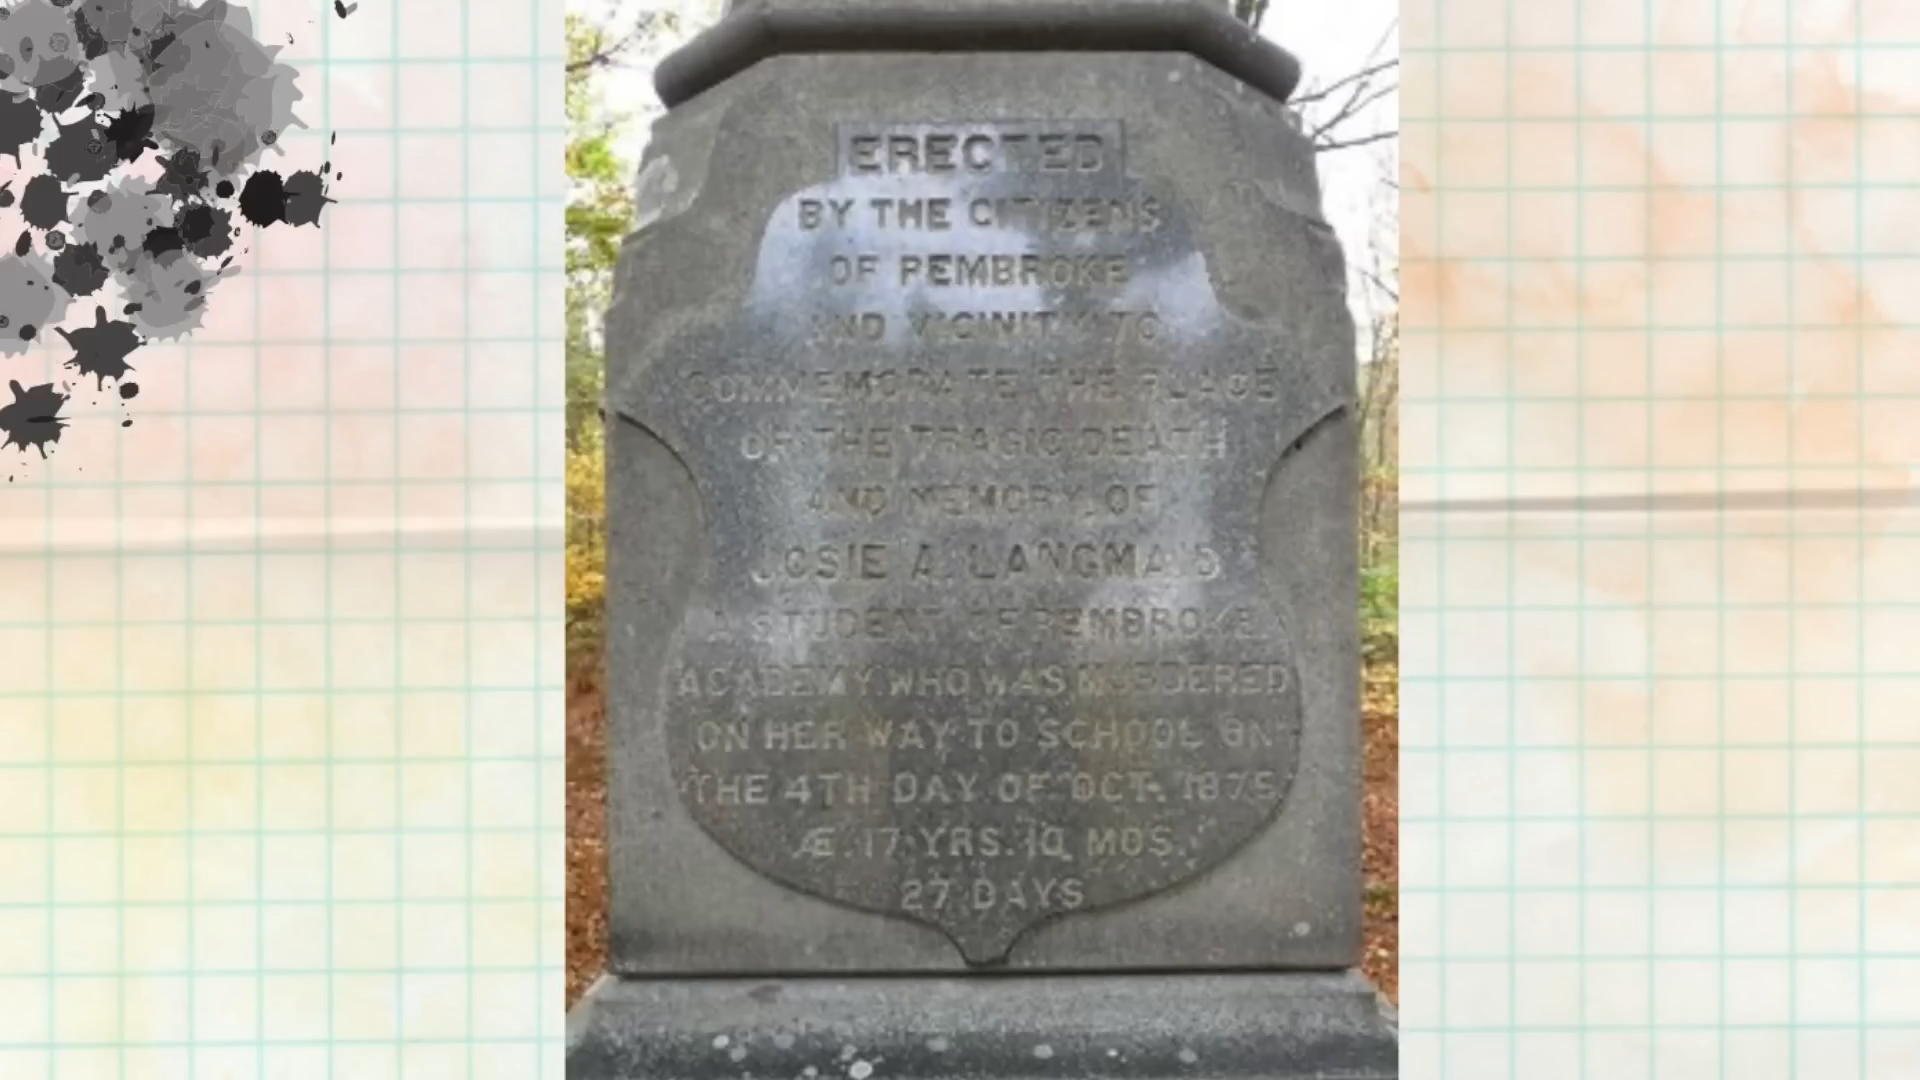 ERECTED
BY THE CITIZENS
OF PEMBROKE
AND VICINITY TO
COMMEMORATE THE PLACE
OF THE TRAGIC DEATH
AND MEMORY OF
JOSIE A. LANGMAID
A STUDENT OF PEMBROKE
ACADEMY WHO WAS MURDERED
ON HER WAY TO SCHOOL ON
THE 4TH DAY OF OCT. 1875
Æ. 17 YRS. 10 MOS.
27 DAYS